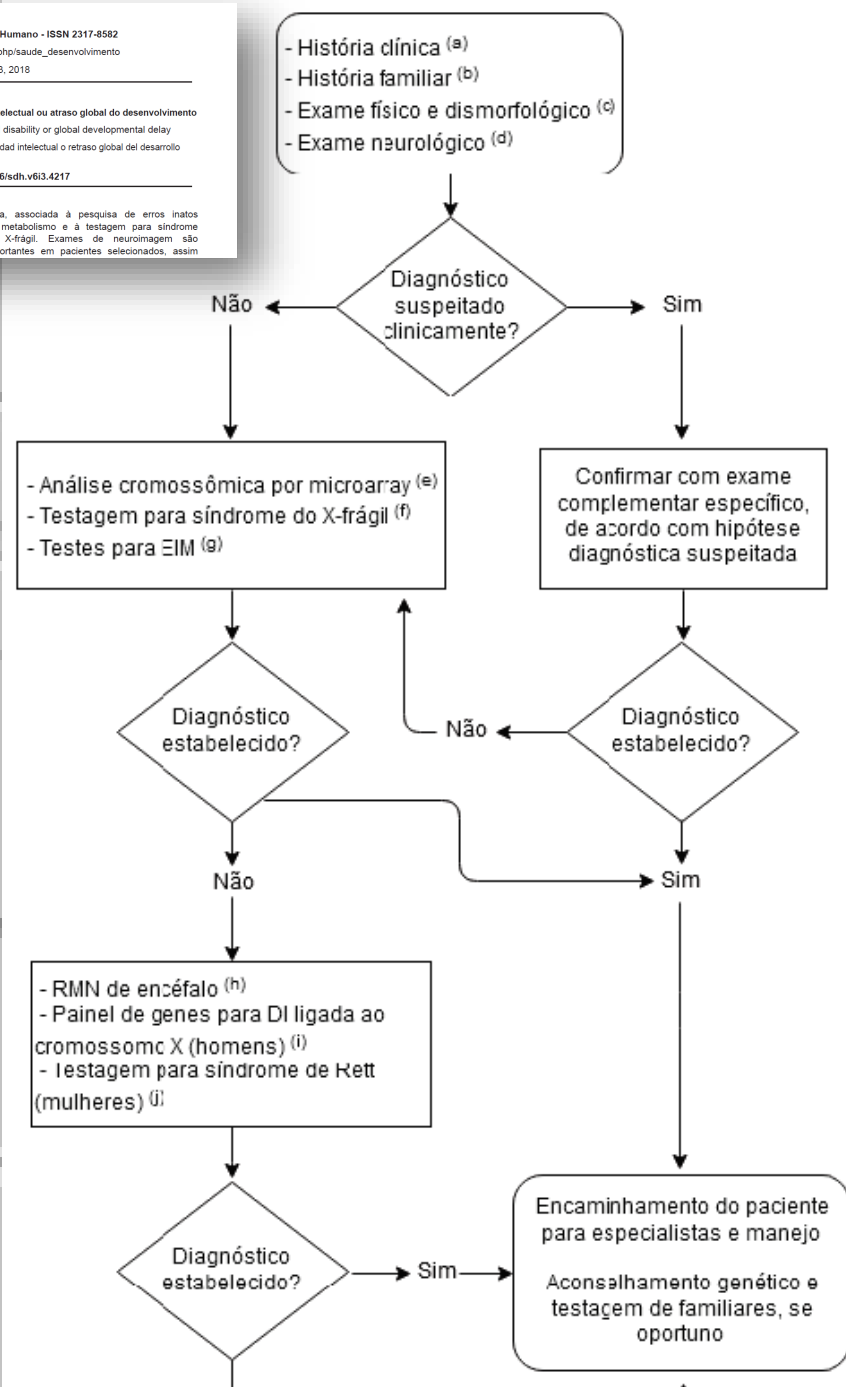 Humano - ISSN 2317-8582
php/saude_desenvolvimento
3, 2018
electual ou atraso global do desenvolvimento
disability or global developmental delay
dad intelectual o retraso global del desarrollo
6/sdh.v6i3.4217
a, associada à pesquisa de erros inatos
metabolismo e à testagem para síndrome
X-frágil. Exames de neuroimagem são
ortantes em pacientes selecionados, assim
- História clínica (a)
- História familiar (b)
- Exame físico e dismorfológico (c)
- Exame neurológico (d)
Diagnóstico
suspeitado
clinicamente?
Não
Sim
- Análise cromossômica por microarray (e)
- Testagem para síndrome do X-frágil (f)
- Testes para EIM (g)
Confirmar com exame
complementar específico,
de acordo com hipótese
diagnóstica suspeitada
Diagnóstico
estabelecido?
Não
Diagnóstico
estabelecido?
Não
Sim
- RMN de encéfalo (h)
- Painel de genes para DI ligada ao
cromossomo X (homens) (i)
- Testagem para síndrome de Rett
(mulheres) (j)
Diagnóstico
estabelecido?
Sim
Encaminhamento do paciente
para especialistas e manejo
Aconselhamento genético e
testagem de familiares, se
oportuno